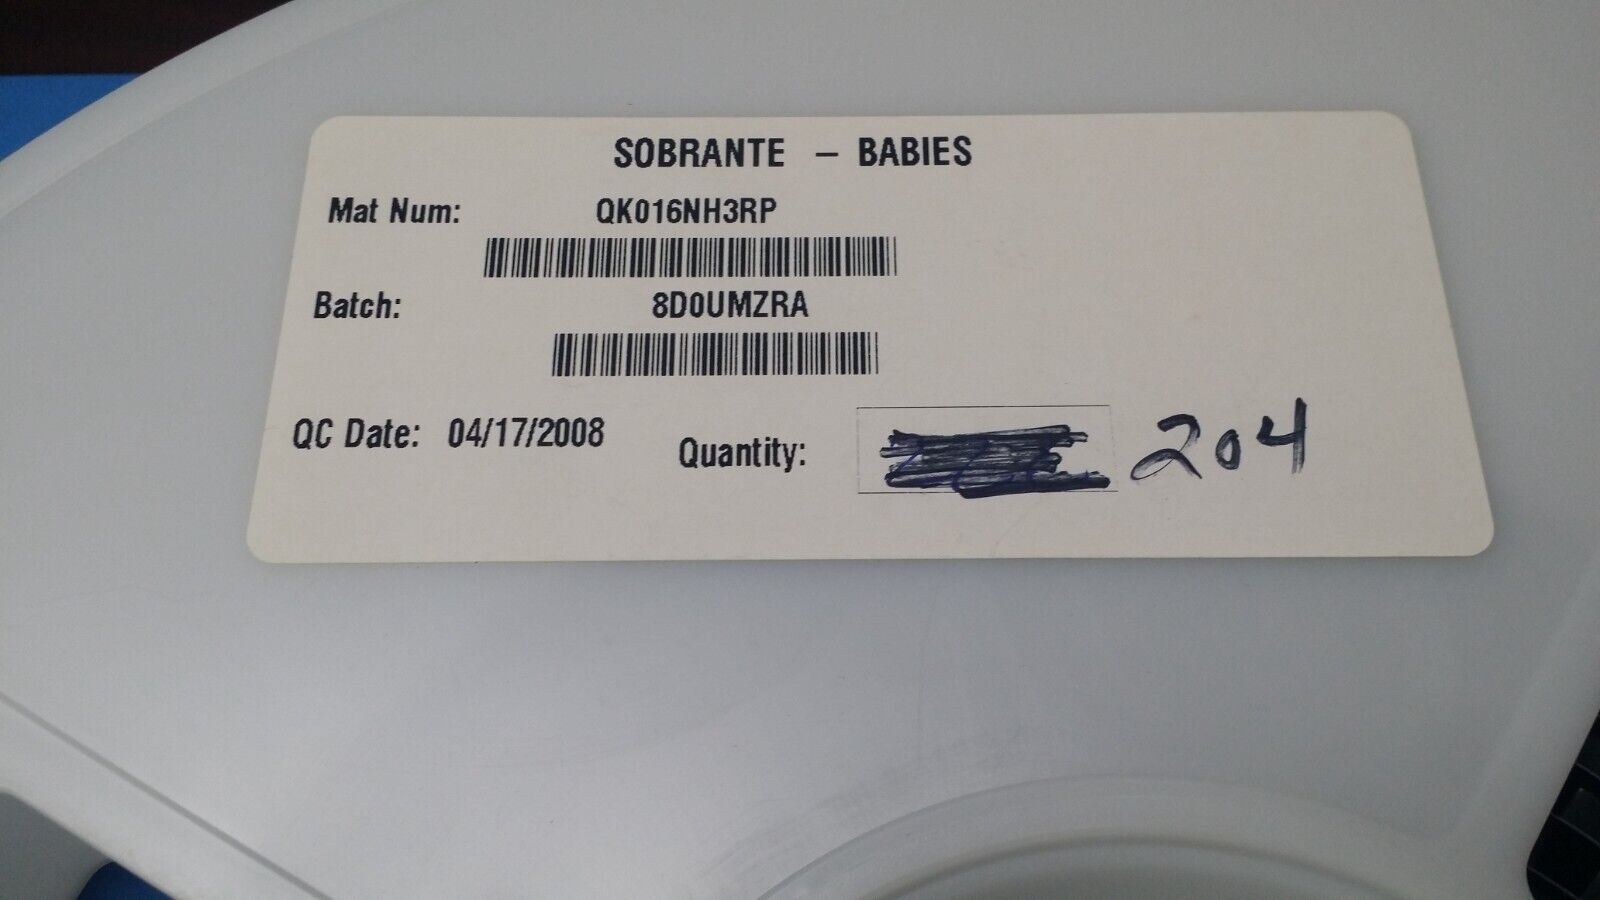 SOBRANTE – BABIES
Mat Num: QK016NH3RP
Batch: 8D0UMZRA
QC Date: 04/17/2008 Quantity: 204